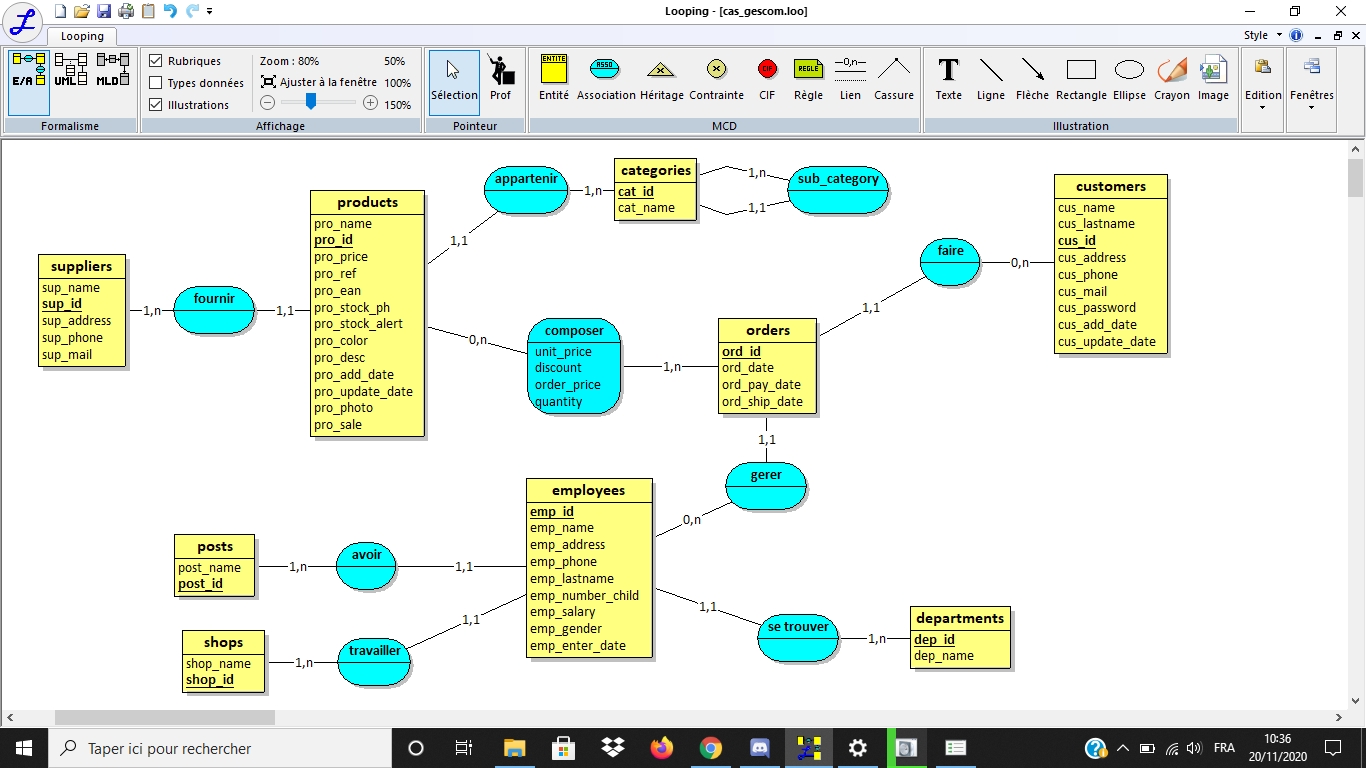 Looping - [cas_gescom.loo]
Looping
Style
E/R
UML
MLD
Formalisme
Rubriques
Types données
Illustrations
Zoom : 80%
50%
Ajuster à la fenêtre
100%
150%
Affichage
Sélection
Prof
Pointeur
ENTITÉ
Entité
ASSO
Association
X
Héritage
X
Contrainte
CIF
CIF
REGLE
Règle
0,n
Lien
Cassure
MCD
T
Texte
Ligne
Flèche
Rectangle
Ellipse
Crayon
Image
Illustration
Edition
Fenêtres
suppliers
sup_name
sup_id
sup_address
sup_phone
sup_mail
1,n
fournir
1,1
products
pro_name
pro_id
pro_price
pro_ref
pro_ean
pro_stock_ph
pro_stock_alert
pro_color
pro_desc
pro_add_date
pro_update_date
pro_photo
pro_sale
1,1
appartenir
1,n
categories
cat_id
cat_name
1,n
1,1
sub_category
0,n
composer
unit_price
discount
order_price
quantity
1,n
orders
ord_id
ord_date
ord_pay_date
ord_ship_date
1,1
faire
0,n
customers
cus_name
cus_lastname
cus_id
cus_address
cus_phone
cus_mail
cus_password
cus_add_date
cus_update_date
1,1
gerer
0,n
employees
emp_id
emp_name
emp_address
emp_phone
emp_lastname
emp_number_child
emp_salary
emp_gender
emp_enter_date
posts
post_name
post_id
1,n
avoir
1,1
shops
shop_name
shop_id
1,n
travailler
1,1
1,1
se trouver
1,n
departments
dep_id
dep_name
Taper ici pour rechercher
FRA
10:36
20/11/2020